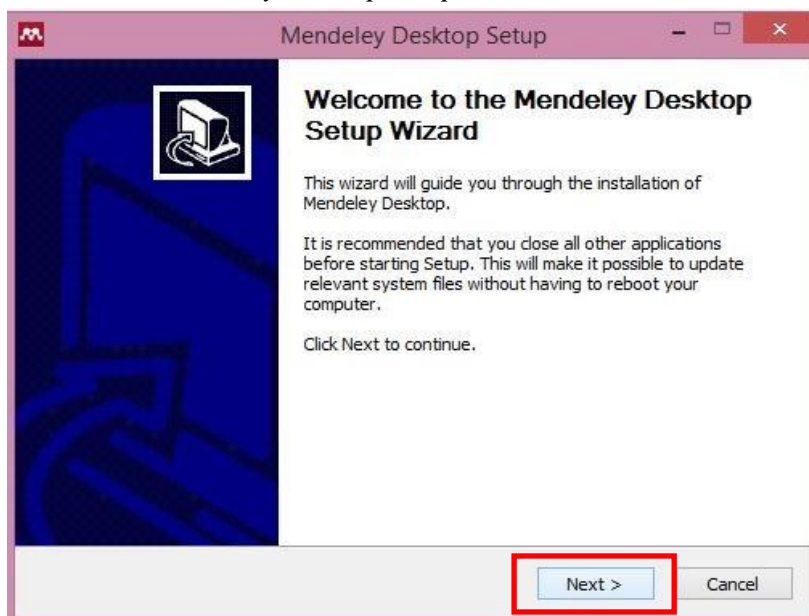 Mendeley Desktop Setup
Welcome to the Mendeley Desktop
Setup Wizard
This wizard will guide you through the installation of
Mendeley Desktop.
It is recommended that you close all other applications
before starting Setup. This will make it possible to update
relevant system files without having to reboot your
computer.
Click Next to continue.
Next >
Cancel